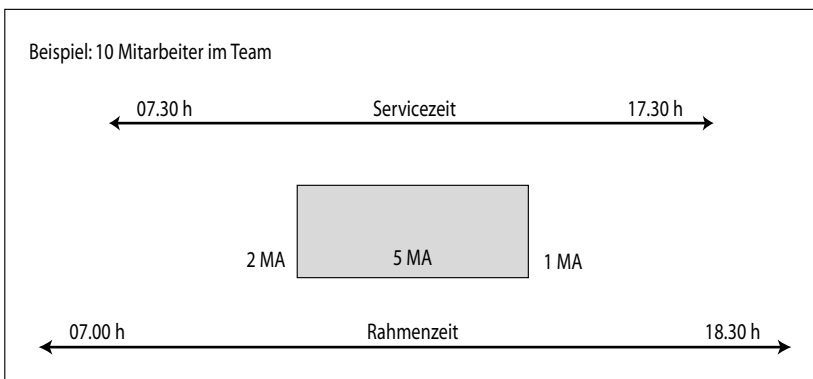 Beispiel: 10 Mitarbeiter im Team
07.30 h Servicezeit 17.30 h
2 MA 5 MA 1 MA
07.00 h Rahmenzeit 18.30 h